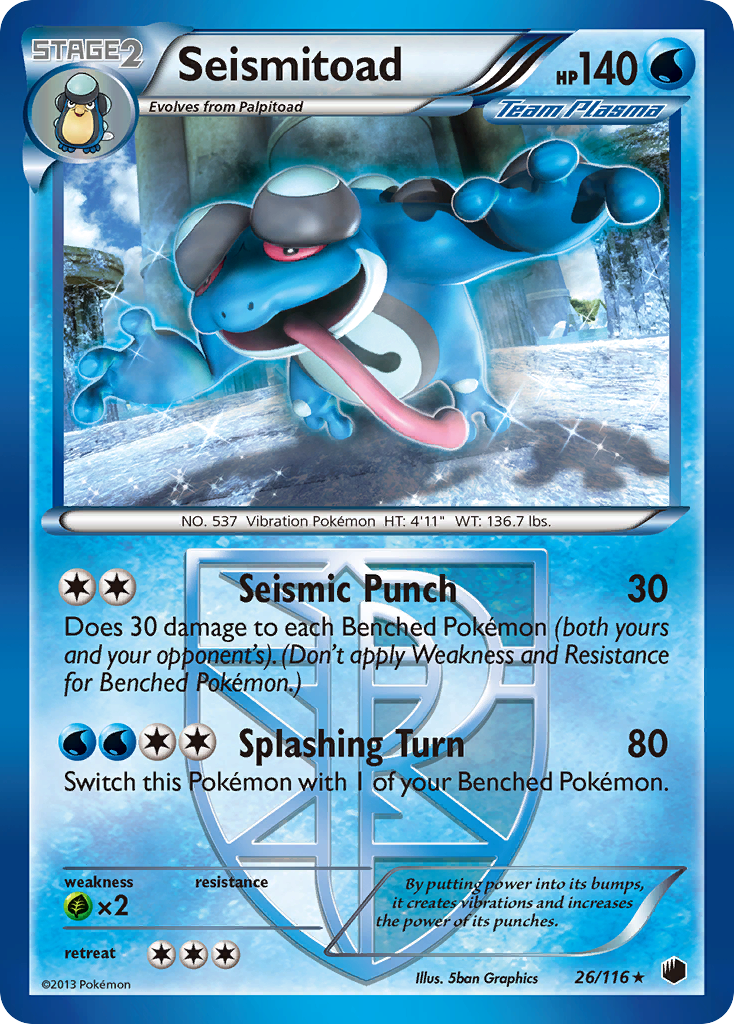 STAGE2
Seismitoad
HP140
Evolves from Palpitoad
Team Plasma
NO. 537 Vibration Pokémon HT: 4'11" WT: 136.7 lbs.
Seismic Punch 30
Does 30 damage to each Benched Pokémon (both yours
and your opponent's). (Don't apply Weakness and Resistance
for Benched Pokémon.)
Splashing Turn 80
Switch this Pokémon with 1 of your Benched Pokémon.
weakness resistance
×2
By putting power into its bumps,
it creates vibrations and increases
the power of its punches.
retreat
©2013 Pokémon
Illus. 5ban Graphics
26/116 ★